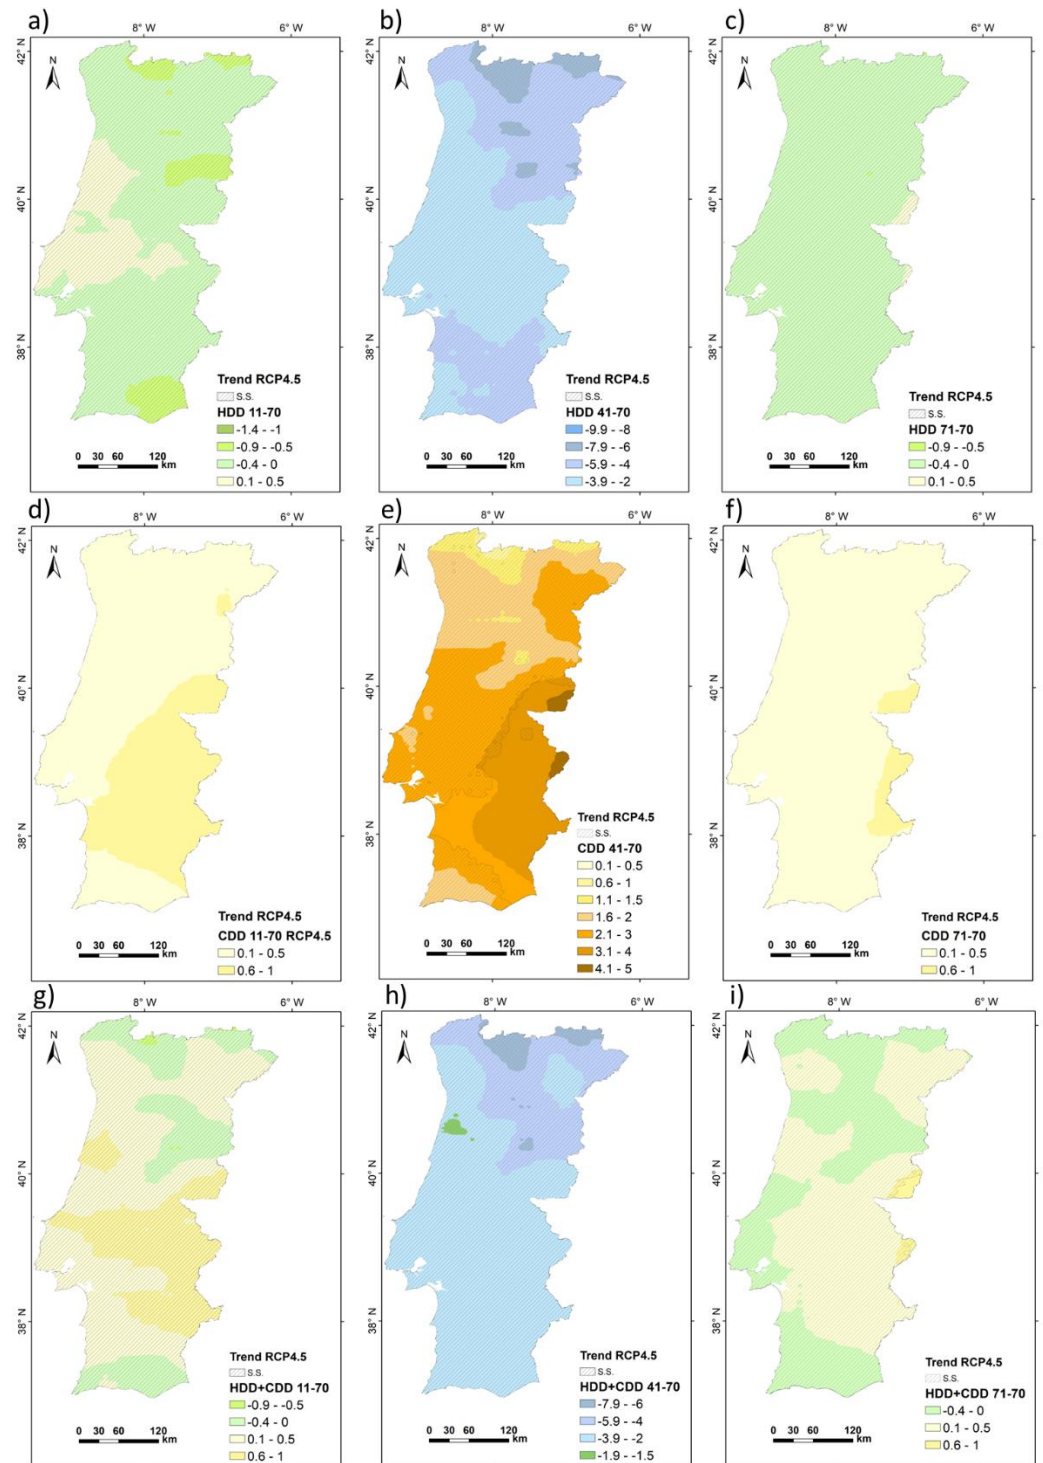 a)
8° W
6° W
42° N
N
40° N
38° N
Trend RCP4.5
S.S.
HDD 11-70
-1.4 - -1
-0.9 - -0.5
-0.4 - 0
0.1 - 0.5
0 30 60 120
km
b)
8° W
6° W
42° N
N
40° N
38° N
Trend RCP4.5
S.S.
HDD 41-70
-9.9 - -8
-7.9 - -6
-5.9 - -4
-3.9 - -2
0 30 60 120
km
c)
8° W
6° W
42° N
N
40° N
38° N
Trend RCP4.5
S.S.
HDD 71-70
-0.9 - -0.5
-0.4 - 0
0.1 - 0.5
0 30 60 120
km
d)
8° W
6° W
42° N
N
40° N
38° N
Trend RCP4.5
CDD 11-70 RCP4.5
0.1 - 0.5
0.6 - 1
0 30 60 120
km
e)
8° W
6° W
42° N
N
40° N
38° N
Trend RCP4.5
S.S.
CDD 41-70
0.1 - 0.5
0.6 - 1
1.1 - 1.5
1.6 - 2
2.1 - 3
3.1 - 4
4.1 - 5
0 30 60 120
km
f)
8° W
6° W
42° N
N
40° N
38° N
Trend RCP4.5
CDD 71-70
0.1 - 0.5
0.6 - 1
0 30 60 120
km
g)
8° W
6° W
42° N
N
40° N
38° N
Trend RCP4.5
S.S.
HDD+CDD 11-70
-0.9 - -0.5
-0.4 - 0
0.1 - 0.5
0.6 - 1
0 30 60 120
km
h)
8° W
6° W
42° N
N
40° N
38° N
Trend RCP4.5
S.S.
HDD+CDD 41-70
-7.9 - -6
-5.9 - -4
-3.9 - -2
-1.9 - -1.5
0 30 60 120
km
i)
8° W
6° W
42° N
N
40° N
38° N
Trend RCP4.5
S.S.
HDD+CDD 71-70
-0.4 - 0
0.1 - 0.5
0.6 - 1
0 30 60 120
km